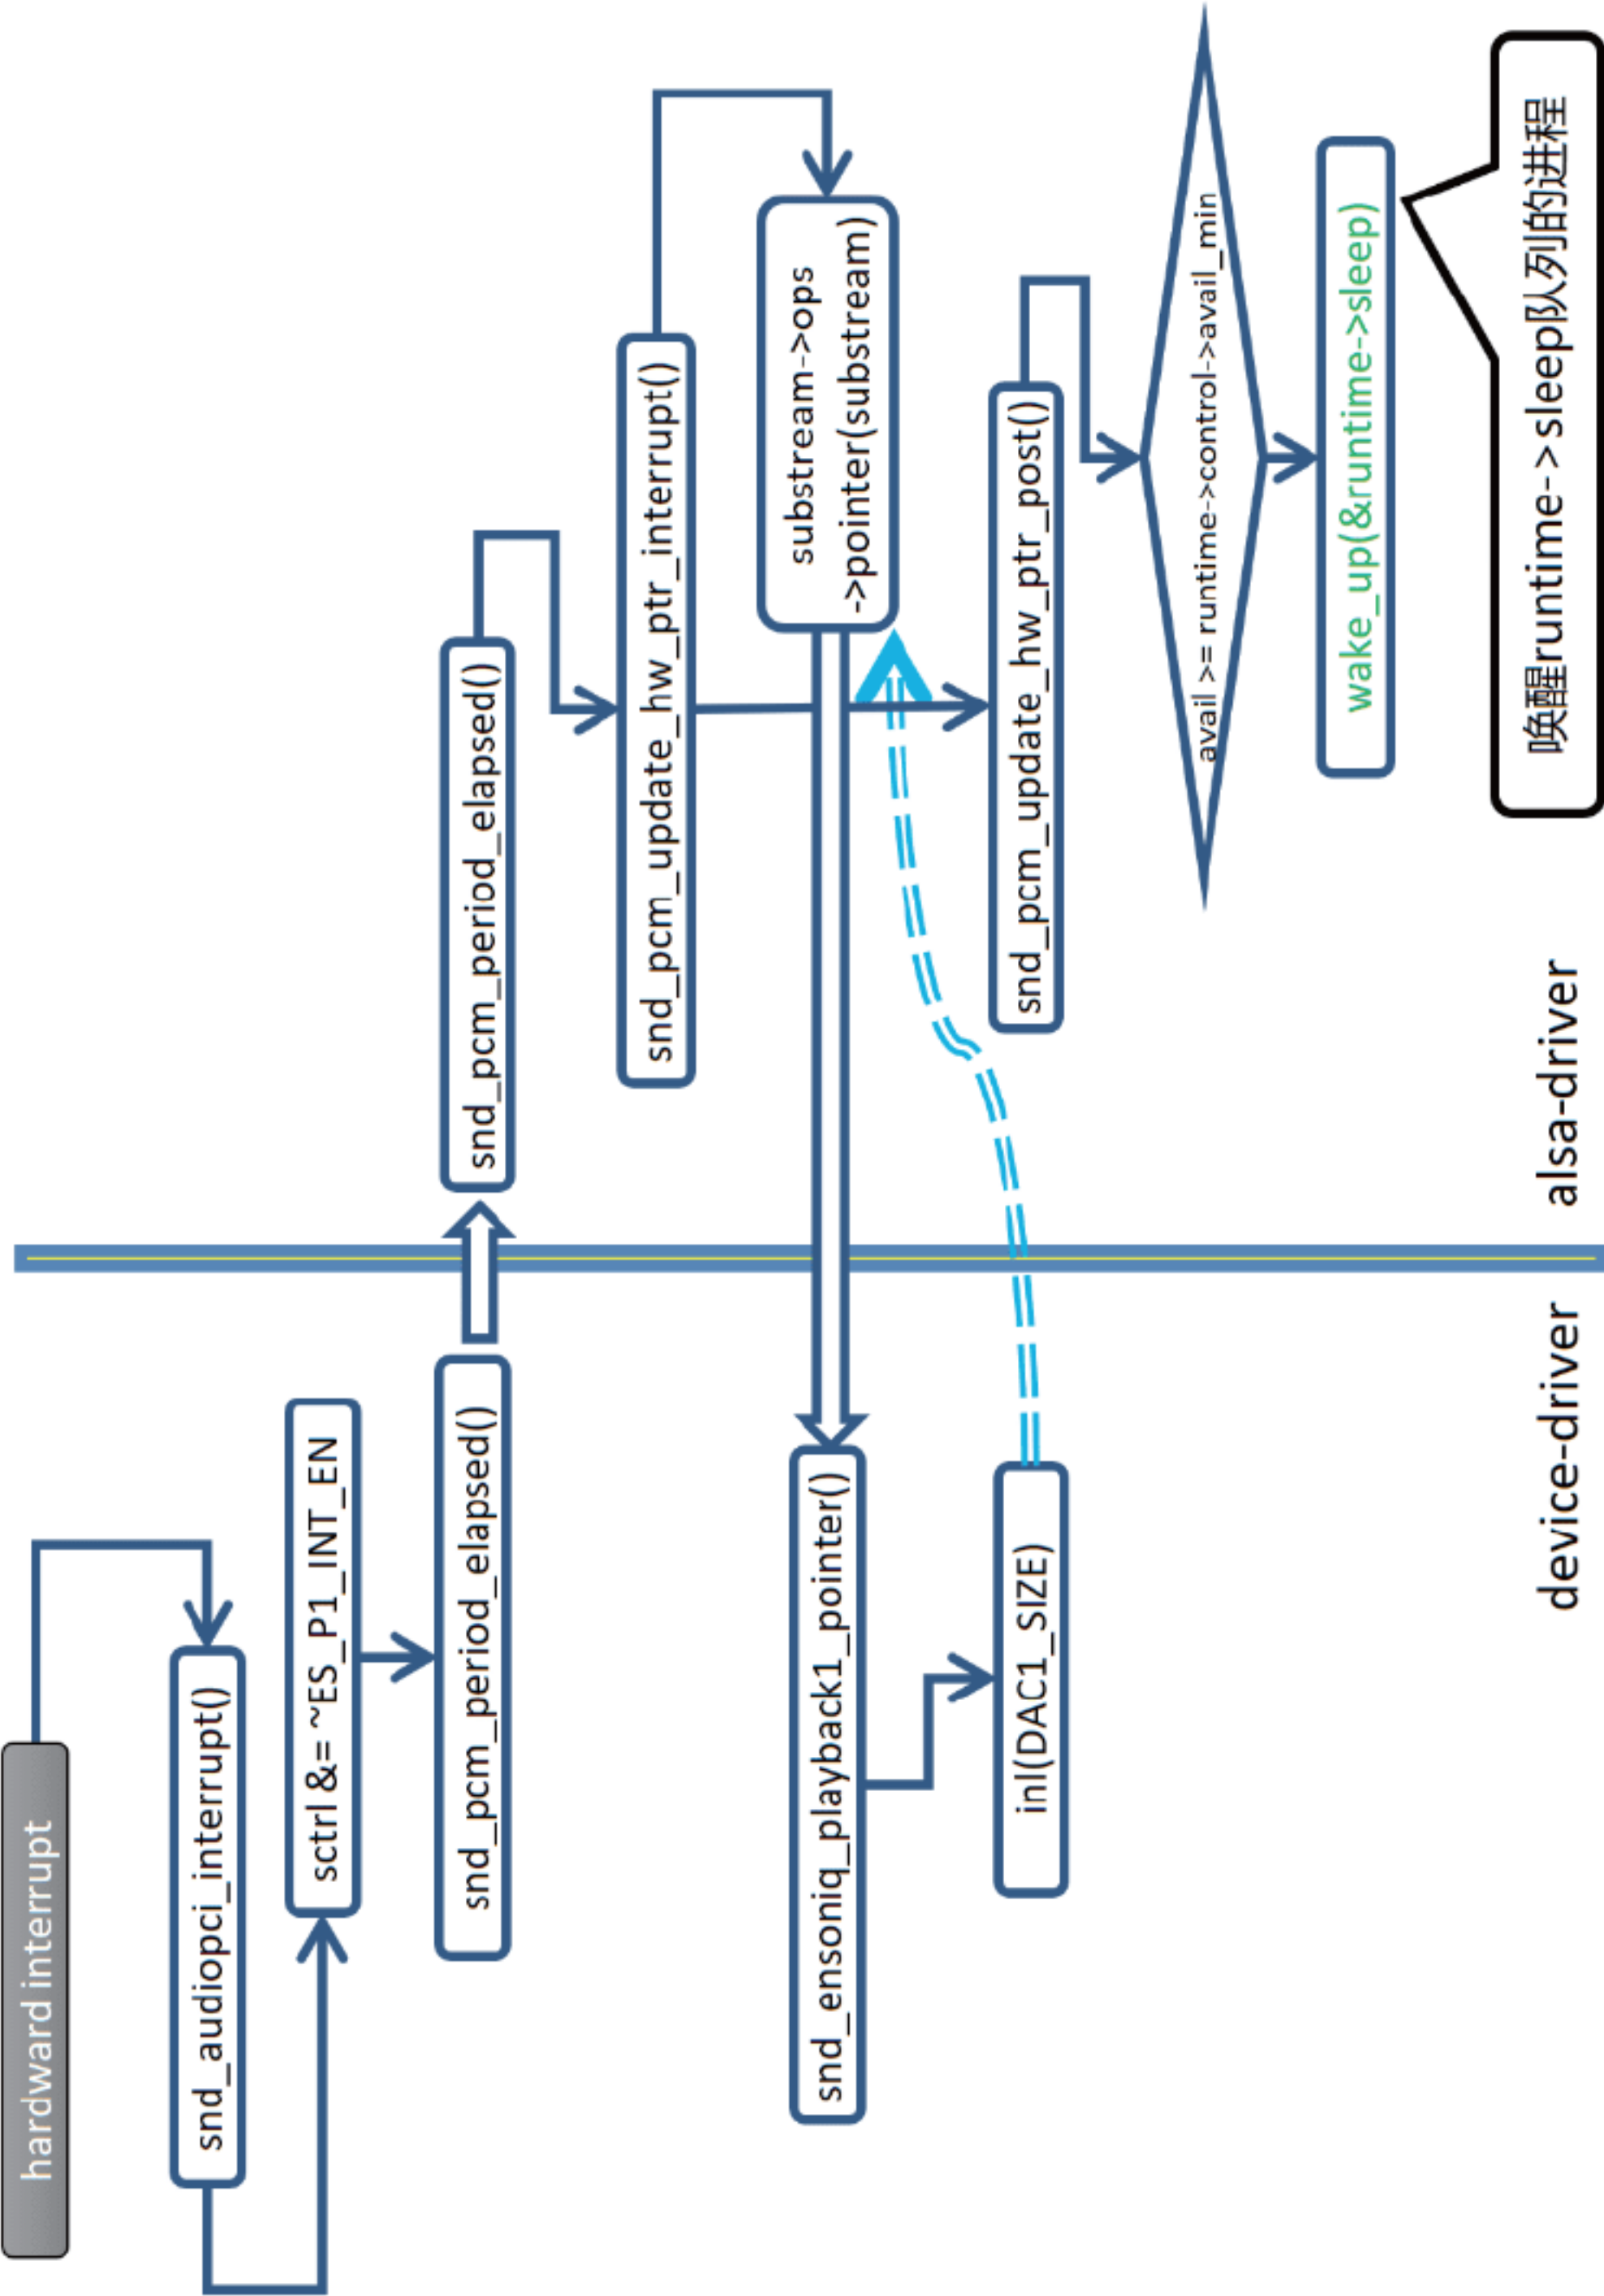 hardward interrupt
snd_audiopci_interrupt()
sctrl &= ~ES_P1_INT_EN
snd_pcm_period_elapsed()
snd_pcm_period_elapsed()
snd_pcm_update_hw_ptr_interrupt()
substream->ops
->pointer(substream)
snd_ensoniq_playback1_pointer()
inl(DAC1_SIZE)
snd_pcm_update_hw_ptr_post()
avail >= runtime->control->avail_min
wake_up(&runtime->sleep)
唤醒runtime->sleep队列的进程
device-driver
alsa-driver